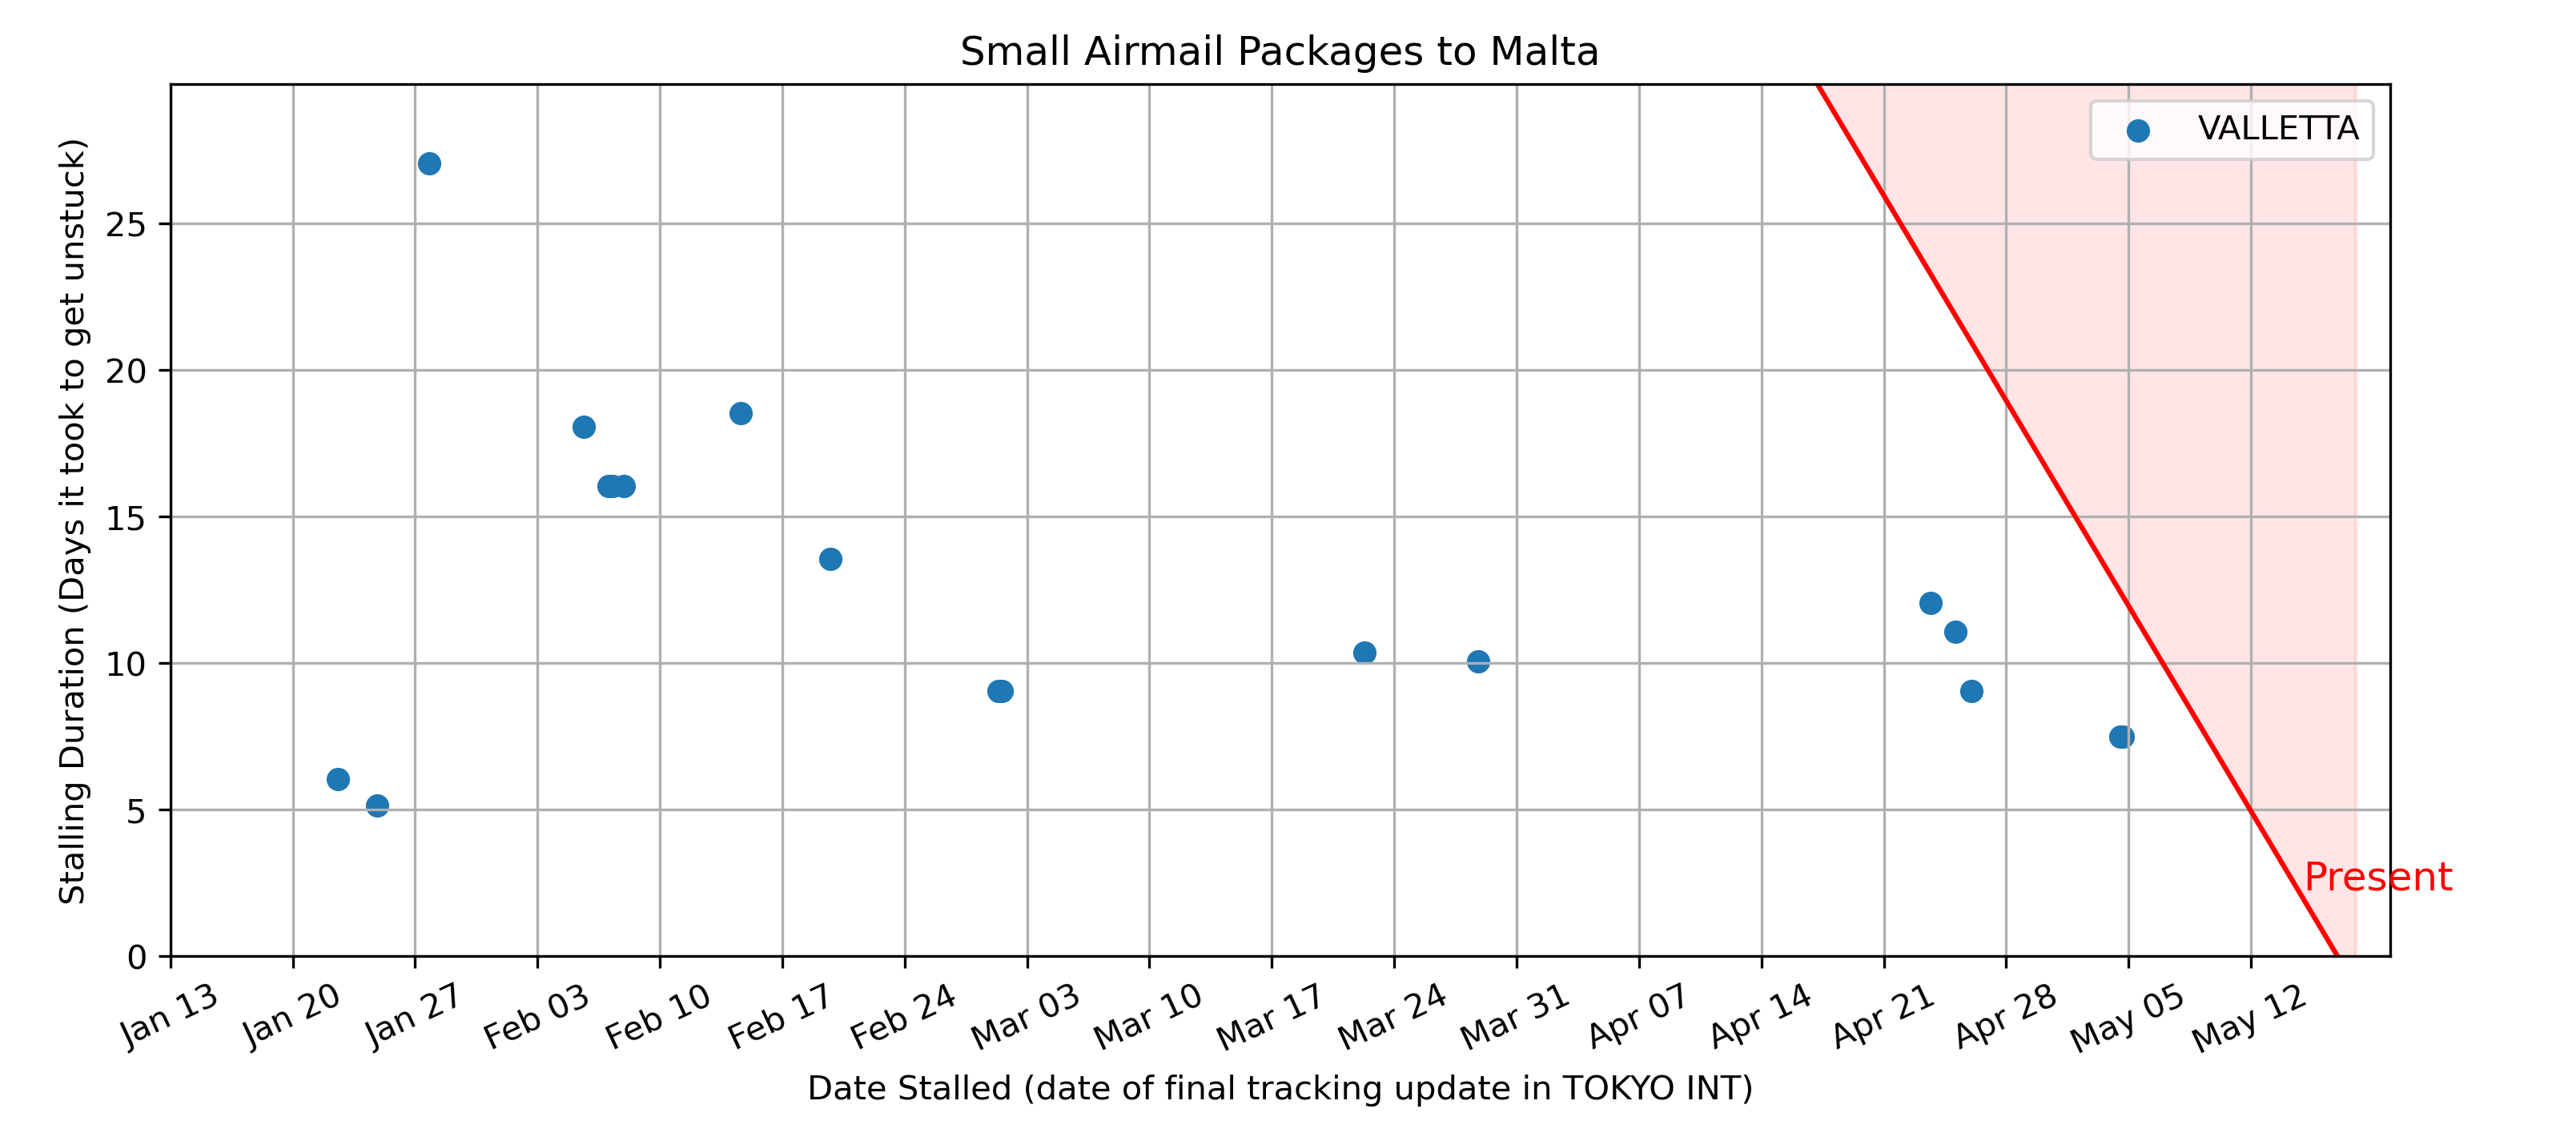 Small Airmail Packages to Malta
VALLETTA
Stalling Duration (Days it took to get unstuck)
25
20
15
10
5
0
Present
Jan 13
Jan 20
Jan 27
Feb 03
Feb 10
Feb 17
Feb 24
Mar 03
Mar 10
Mar 17
Mar 24
Mar 31
Apr 07
Apr 14
Apr 21
Apr 28
May 05
May 12
Date Stalled (date of final tracking update in TOKYO INT)